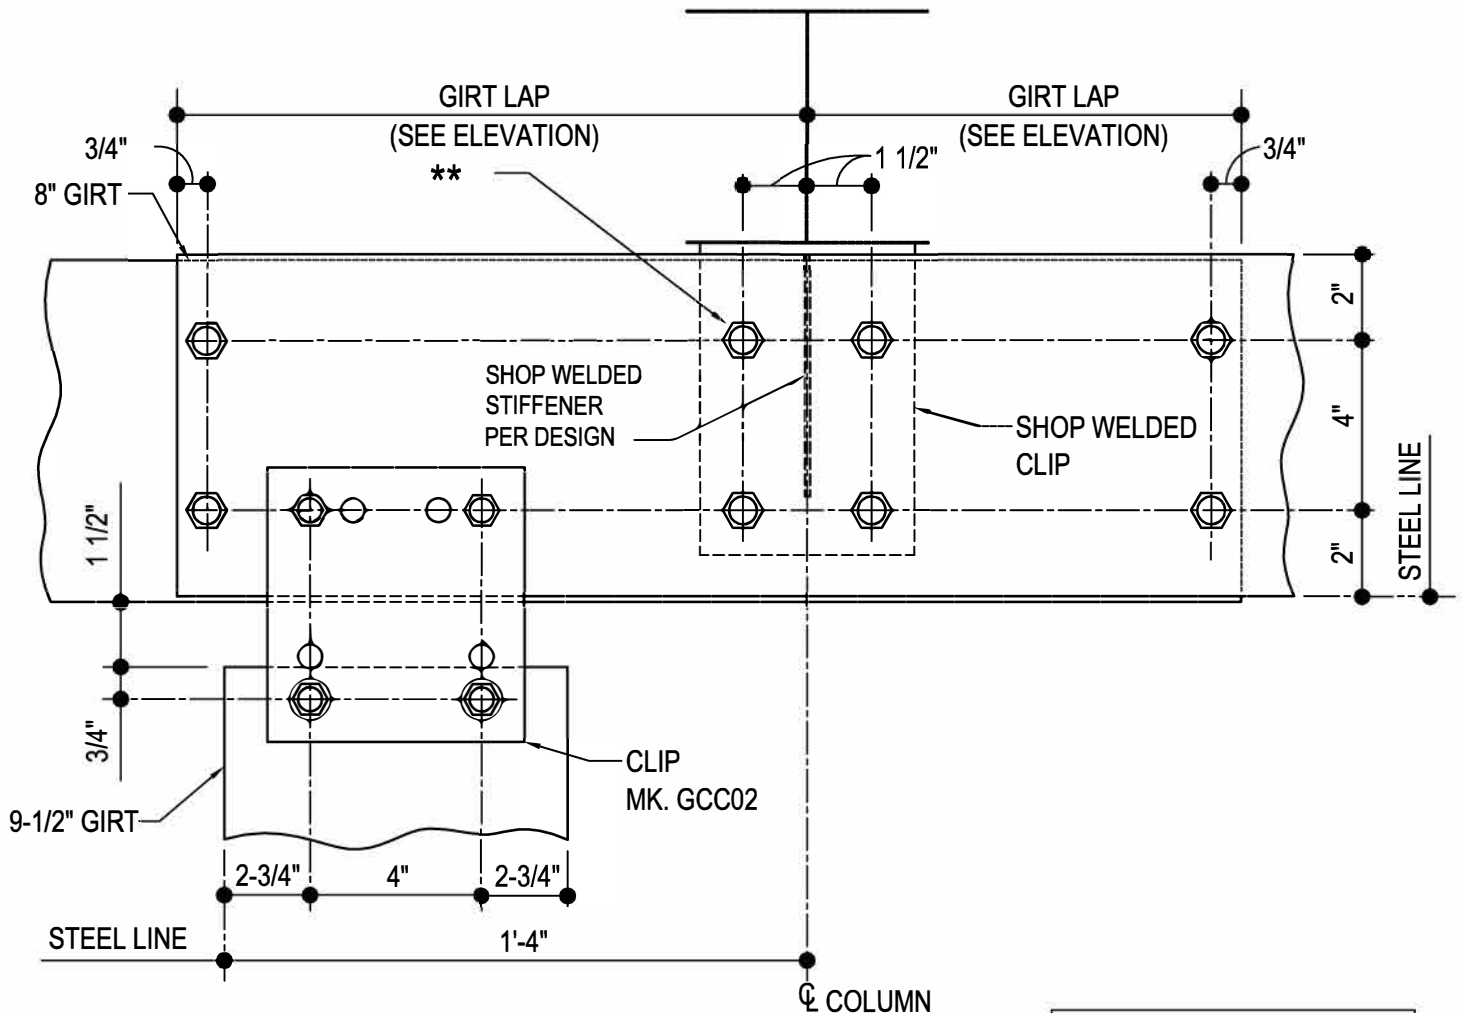 GIRT LAP
(SEE ELEVATION)
GIRT LAP
(SEE ELEVATION)
3/4"
**
1 1/2"
3/4"
8" GIRT
2"
SHOP WELDED
STIFFENER
PER DESIGN
4"
SHOP WELDED
CLIP
STEEL LINE
1 1/2"
2"
3/4"
CLIP
MK. GCC02
9-1/2" GIRT
2-3/4"
4"
2-3/4"
STEEL LINE
1'-4"
℄ COLUMN